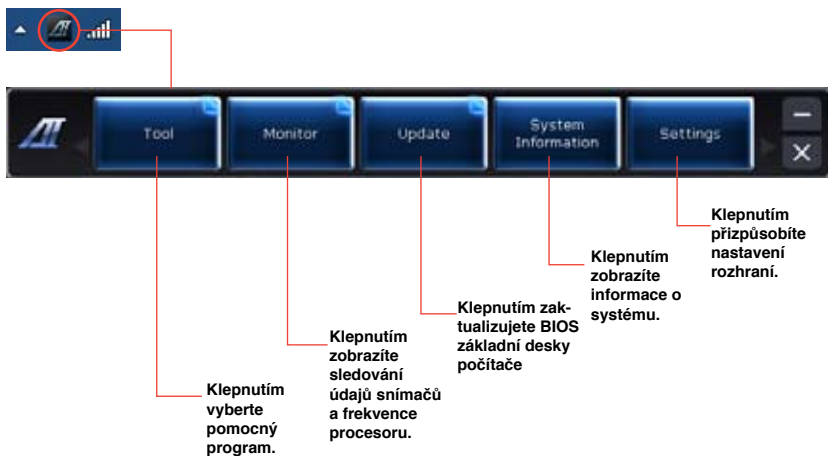 Tool
Monitor
Update
System
Information
Settings
Klepnutím
přizpůsobíte
nastavení
rozhraní.
Klepnutím
zobrazíte
informace o
systému.
Klepnutím zak-
tualizujete BIOS
základní desky
počítače
Klepnutím
zobrazíte
sledování
údajů snímačů
a frekvence
procesoru.
Klepnutím
vyberte
pomocný
program.